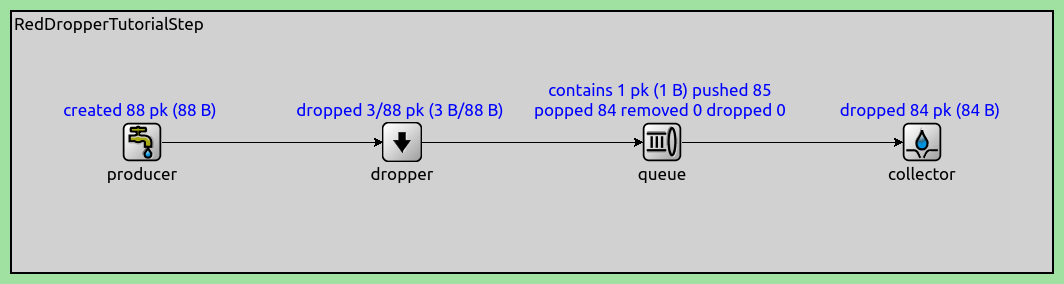 RedDropperTutorialStep
contains 1 pk (1 B) pushed 85
created 88 pk (88 B)
dropped 3/88 pk (3 B/88 B)
popped 84 removed 0 dropped 0
dropped 84 pk (84 B)
producer
dropper
queue
collector